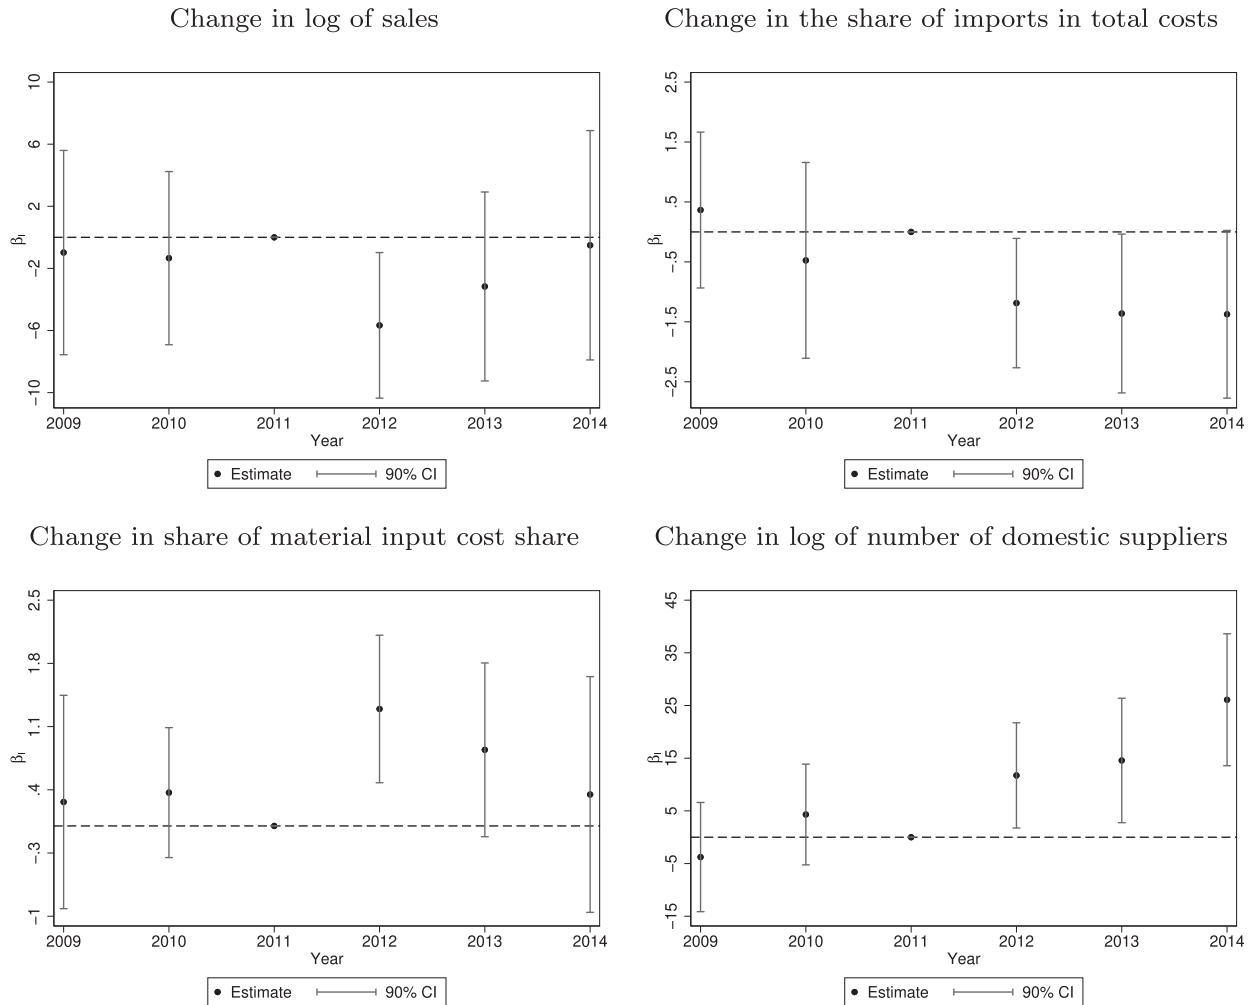 Change in log of sales
10
6
2
-2
-6
-10
βI
2009 2010 2011 2012 2013 2014
Year
Estimate 90% CI
Change in the share of imports in total costs
2.5
1.5
.5
-.5
-1.5
-2.5
βI
2009 2010 2011 2012 2013 2014
Year
Estimate 90% CI
Change in share of material input cost share
2.5
1.8
1.1
.4
-.3
-1
βI
2009 2010 2011 2012 2013 2014
Year
Estimate 90% CI
Change in log of number of domestic suppliers
45
35
25
15
5
-5
-15
βI
2009 2010 2011 2012 2013 2014
Year
Estimate 90% CI